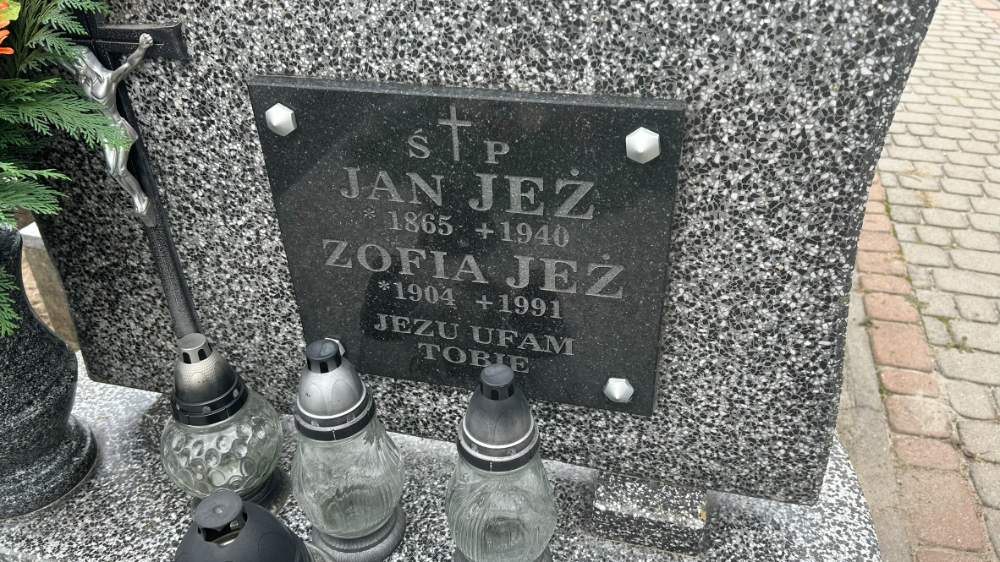 Ś P
JAN JEŻ
* 1865 + 1940
ZOFIA JEŻ
* 1904 + 1991
JEZU UFAM
TOBIE